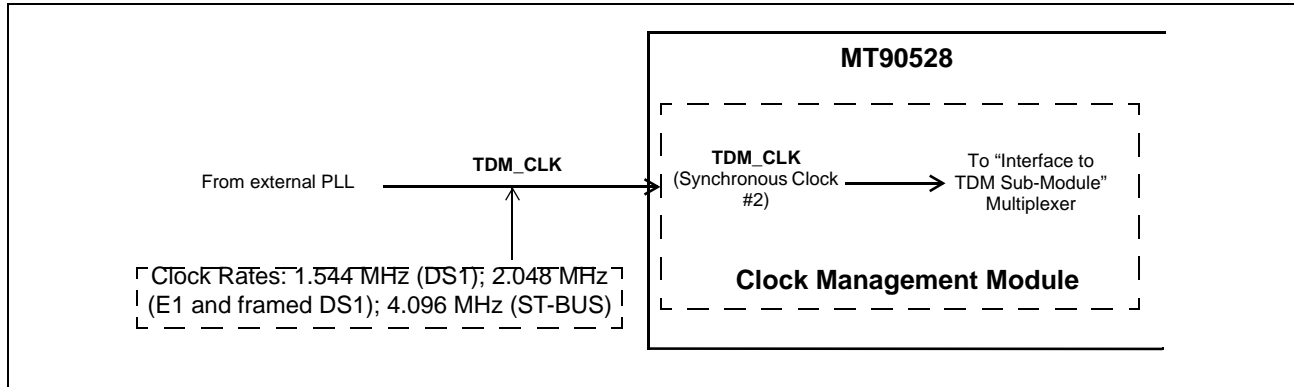 MT90528
From external PLL
TDM_CLK
TDM_CLK
(Synchronous Clock
#2)
To “Interface to
TDM Sub-Module”
Multiplexer
Clock Rates: 1.544 MHz (DS1); 2.048 MHz
(E1 and framed DS1); 4.096 MHz (ST-BUS)
Clock Management Module